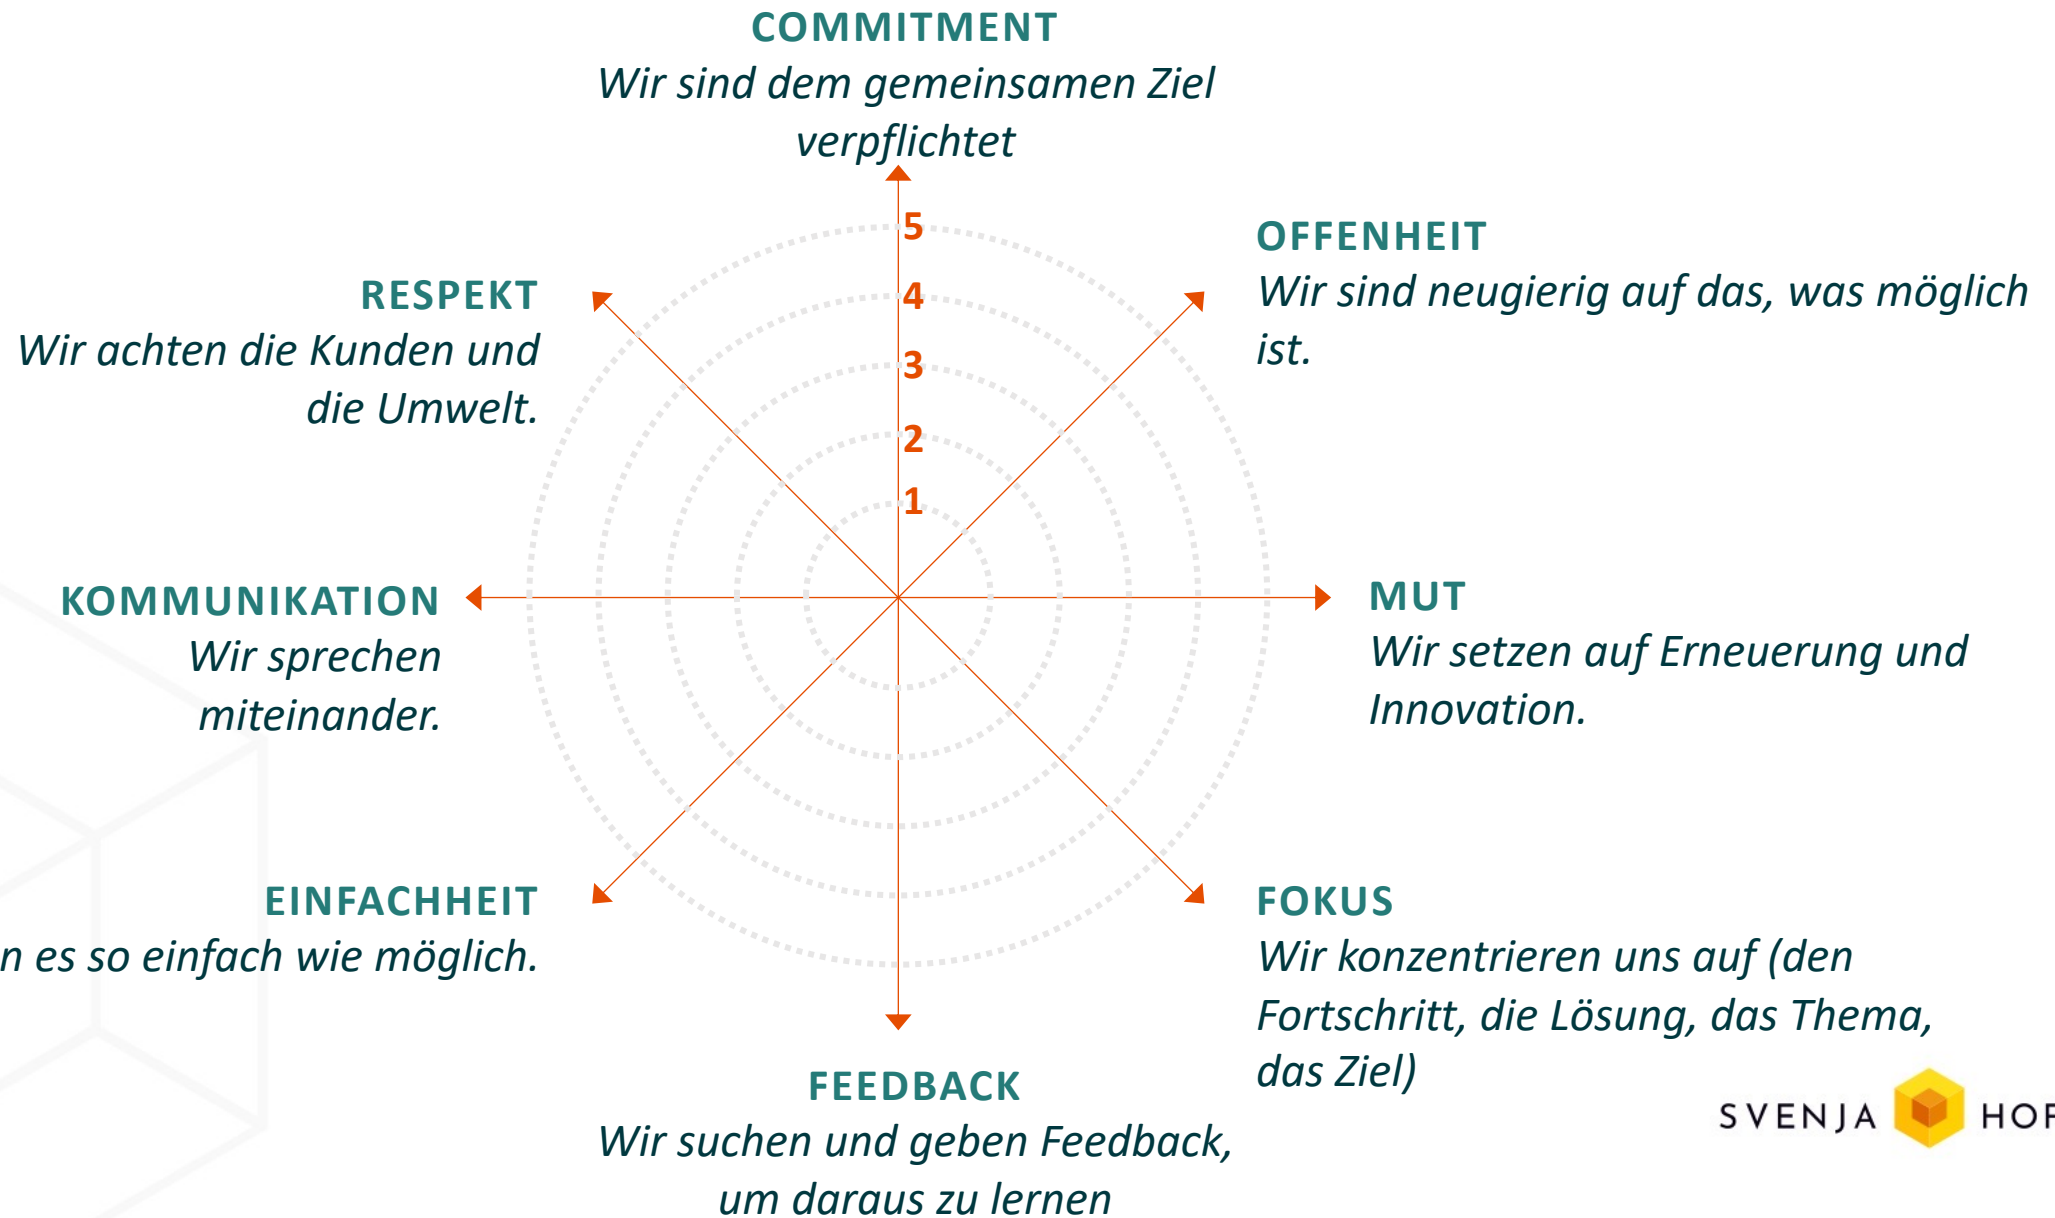 COMMITMENT
Wir sind dem gemeinsamen Ziel
verpflichtet
5
4
3
2
1
OFFENHEIT
Wir sind neugierig auf das, was möglich
ist.
RESPEKT
Wir achten die Kunden und
die Umwelt.
KOMMUNIKATION
Wir sprechen
miteinander.
MUT
Wir setzen auf Erneuerung und
Innovation.
EINFACHHEIT
n es so einfach wie möglich.
FOKUS
Wir konzentrieren uns auf (den
Fortschritt, die Lösung, das Thema,
das Ziel)
FEEDBACK
Wir suchen und geben Feedback,
um daraus zu lernen
SVENJA HOF